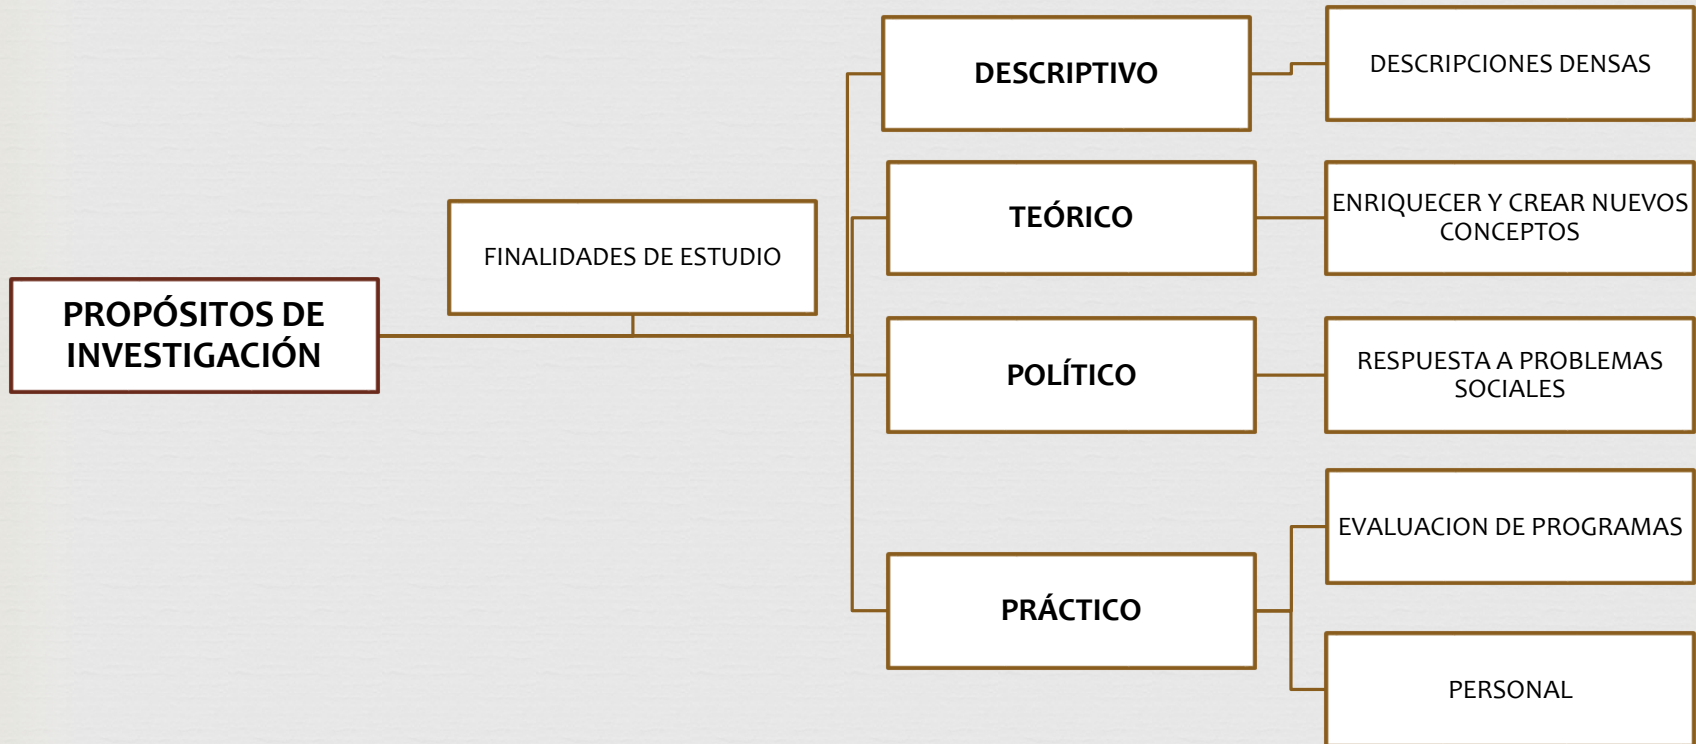 PROPÓSITOS DE
INVESTIGACIÓN
FINALIDADES DE ESTUDIO
DESCRIPTIVO
DESCRIPCIONES DENSAS
TEÓRICO
ENRIQUECER Y CREAR NUEVOS
CONCEPTOS
POLÍTICO
RESPUESTA A PROBLEMAS
SOCIALES
PRÁCTICO
EVALUACION DE PROGRAMAS
PERSONAL